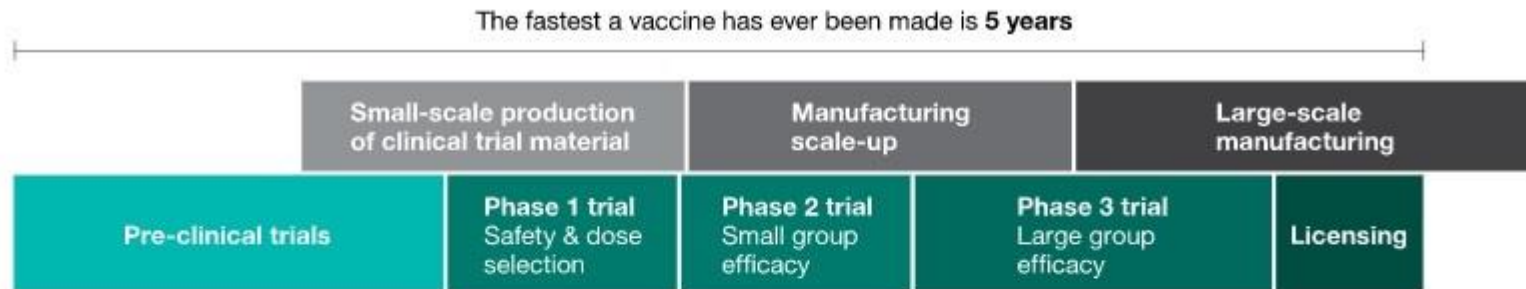 The fastest a vaccine has ever been made is 5 years
Small-scale production
of clinical trial material
Manufacturing
scale-up
Large-scale
manufacturing
Pre-clinical trials
Phase 1 trial
Safety & dose
selection
Phase 2 trial
Small group
efficacy
Phase 3 trial
Large group
efficacy
Licensing